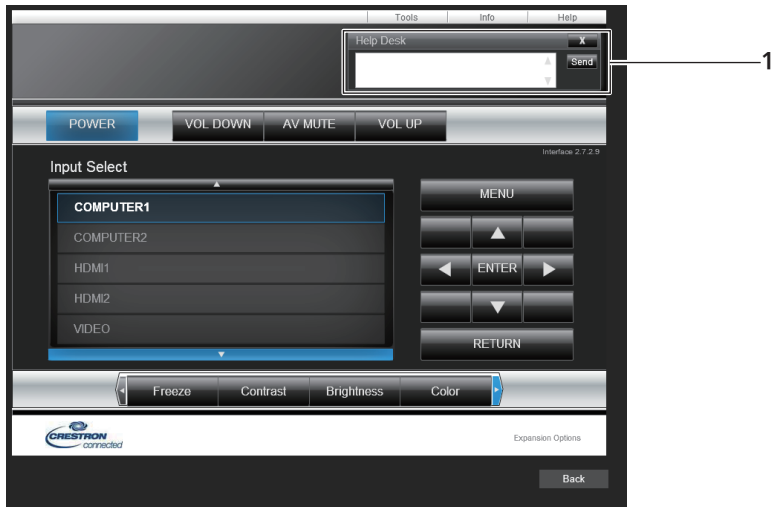 Tools Info Help
Help Desk X
Send
1
POWER VOL DOWN AV MUTE VOL UP
Interface 2.7.2.9
Input Select
MENU
COMPUTER1
COMPUTER2
HDMI1
ENTER
HDMI2
VIDEO
RETURN
Freeze Contrast Brightness Color
CRESTRON
connected
Expansion Options
Back